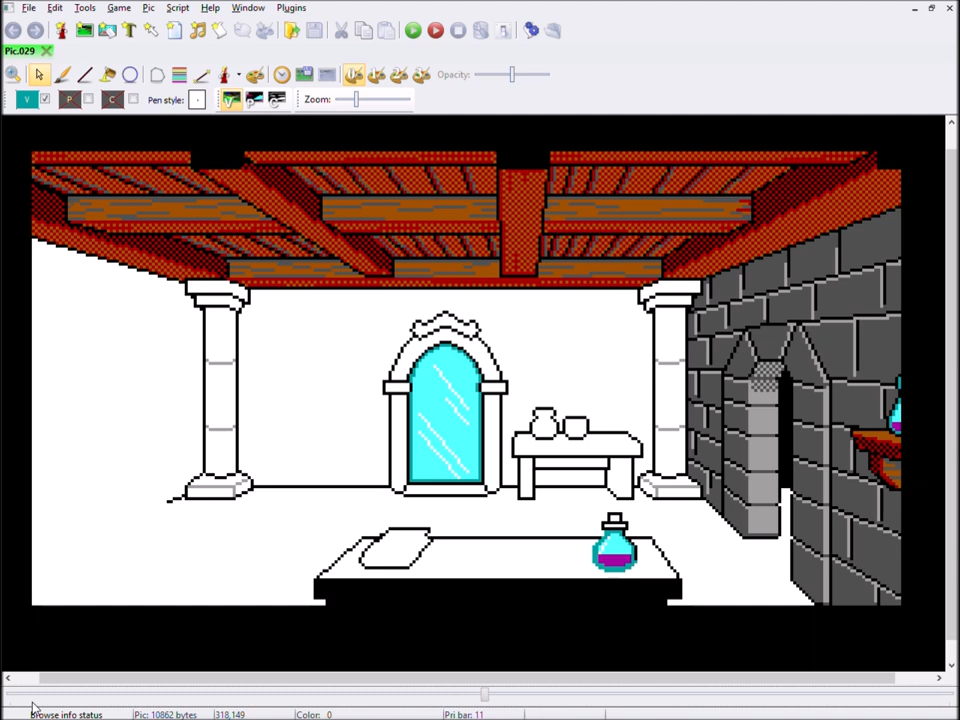 File Edit Tools Game Pic Script Help Window Plugins
Pic.029
Opacity:
V P C Pen style: V P C Zoom:
Browse info status Pic: 10862 bytes 318,149 Color: 0 Pri bar: 11